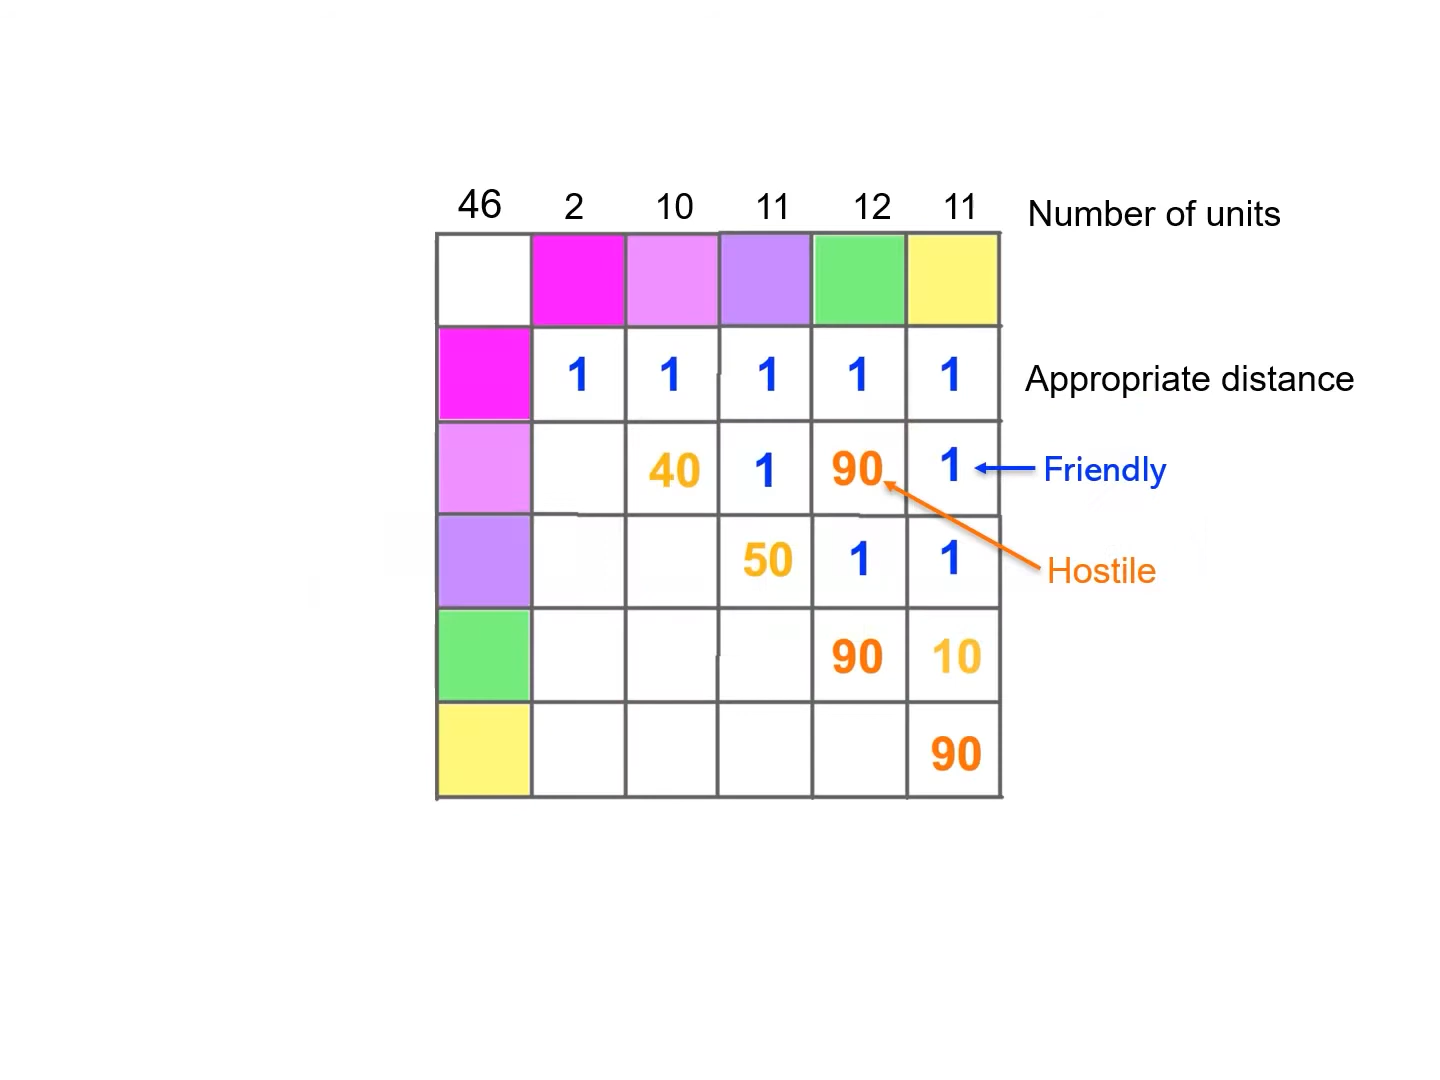 46 2 10 11 12 11 Number of units
1 1 1 1 1 Appropriate distance
40 1 90 1 Friendly
50 1 1 Hostile
90 10
90